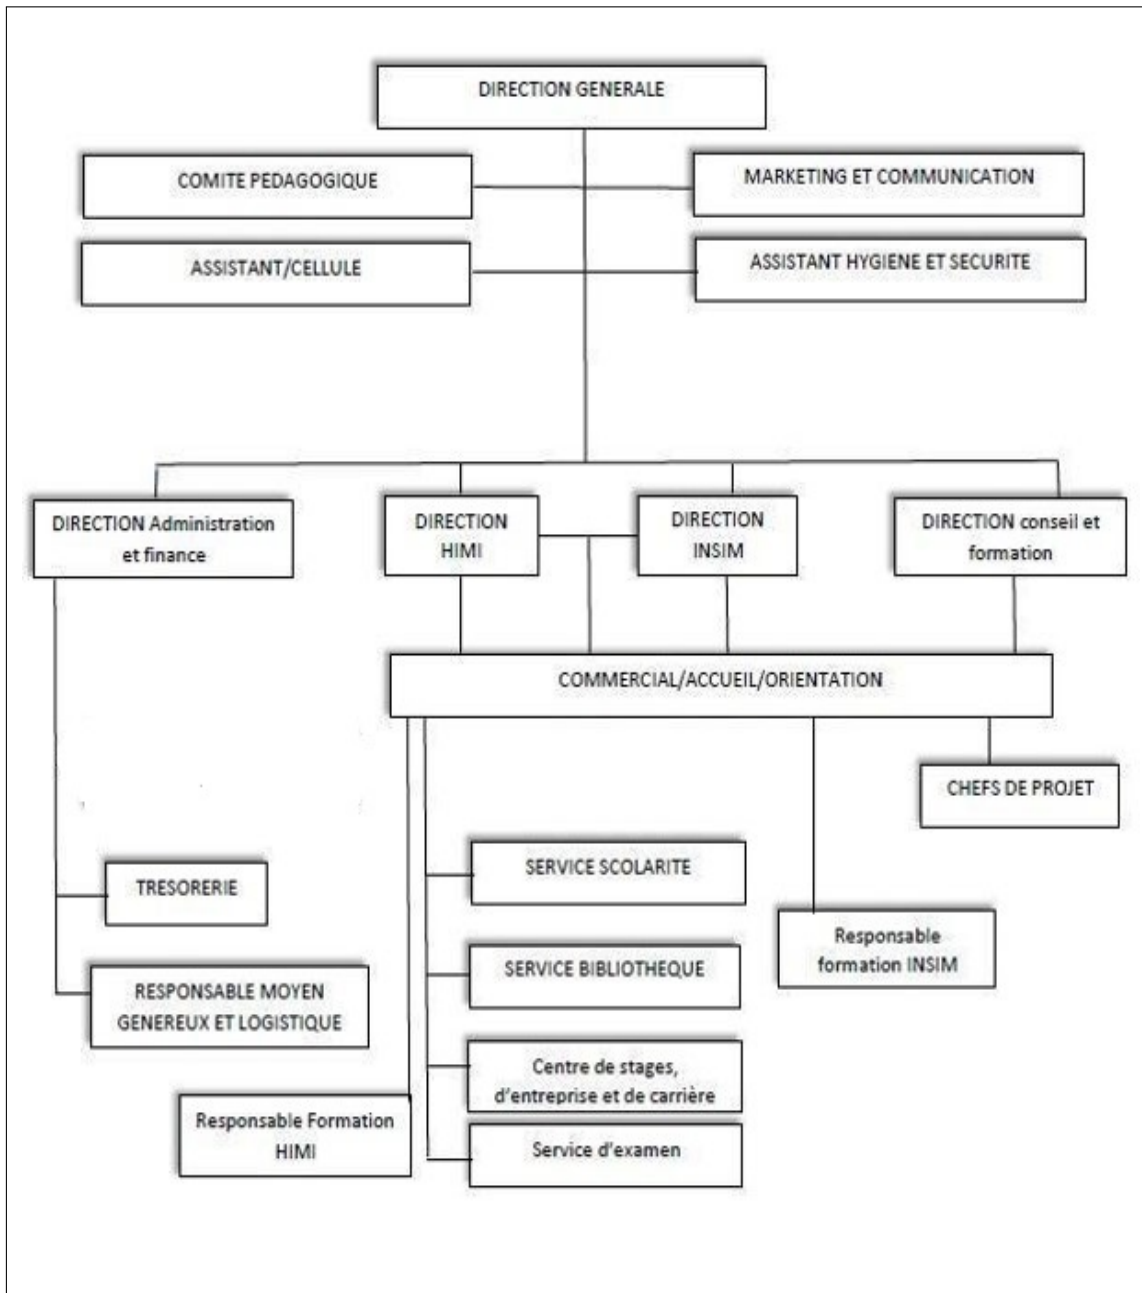 DIRECTION GENERALE
COMITE PEDAGOGIQUE
MARKETING ET COMMUNICATION
ASSISTANT/CELLULE
ASSISTANT HYGIENE ET SECURITE
DIRECTION Administration
et finance
DIRECTION
HIMI
DIRECTION
INSIM
DIRECTION conseil et
formation
COMMERCIAL/ACCUEIL/ORIENTATION
CHEFS DE PROJET
SERVICE SCOLARITE
TRESORERIE
Responsable
formation INSIM
SERVICE BIBLIOTHEQUE
RESPONSABLE MOYEN
GENEREUX ET LOGISTIQUE
Centre de stages,
d'entreprise et de carrière
Responsable Formation
HIMI
Service d'examen